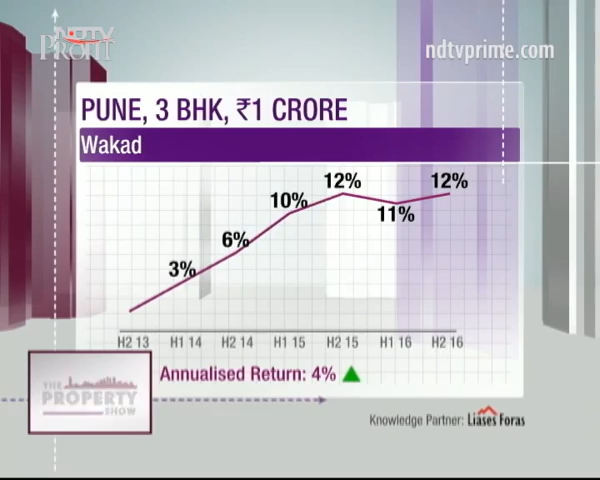 NDTV
PROFIT
ndtvprime.com
PUNE, 3 BHK, ₹1 CRORE
Wakad
3%
6%
10%
12%
11%
12%
H2 13 H1 14 H2 14 H1 15 H2 15 H1 16 H2 16
Annualised Return: 4%
THE
PROPERTY
SHOW
Knowledge Partner: Liases Foras